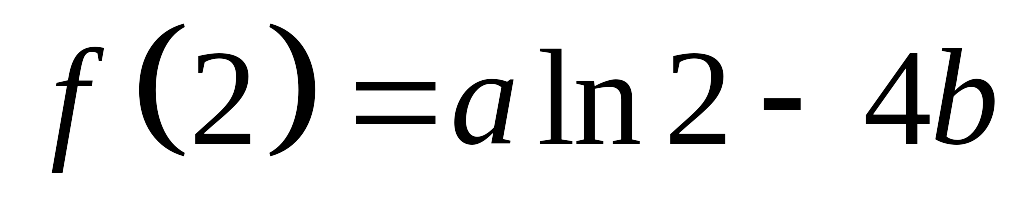 f(2) = a ln 2 - 4b